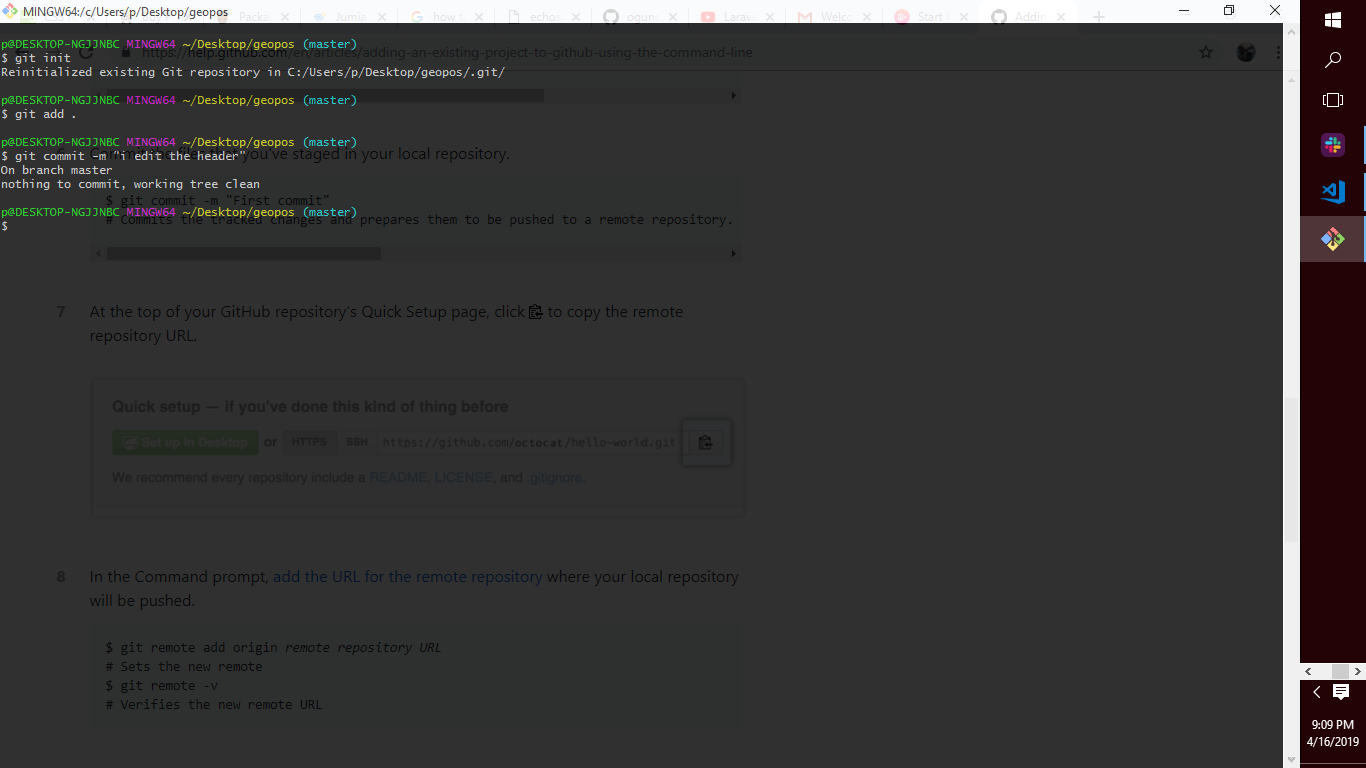 MINGW64:/c/Users/p/Desktop/geopos
Packa
Jumia
how t
echos
ogun
Larav
Welco
Start
Addin
https://help.github.com/en/articles/adding-an-existing-project-to-github-using-the-command-line
p@DESKTOP-NGJJNBC MINGW64 ~/Desktop/geopos (master)
$ git init
Reinitialized existing Git repository in C:/Users/p/Desktop/geopos/.git/
p@DESKTOP-NGJJNBC MINGW64 ~/Desktop/geopos (master)
$ git add .
p@DESKTOP-NGJJNBC MINGW64 ~/Desktop/geopos (master)
$ git commit -m "i edit the header"
you've staged in your local repository.
On branch master
nothing to commit, working tree clean
$ git commit -m "First commit"
p@DESKTOP-NGJJNBC MINGW64 ~/Desktop/geopos (master)
# Commits the tracked changes and prepares them to be pushed to a remote repository.
$
7 At the top of your GitHub repository's Quick Setup page, click to copy the remote
repository URL.
Quick setup — if you've done this kind of thing before
Set up in Desktop or HTTPS SSH https://github.com/octocat/hello-world.git
We recommend every repository include a README, LICENSE, and .gitignore.
8 In the Command prompt, add the URL for the remote repository where your local repository
will be pushed.
$ git remote add origin remote repository URL
# Sets the new remote
$ git remote -v
# Verifies the new remote URL
9:09 PM
4/16/2019